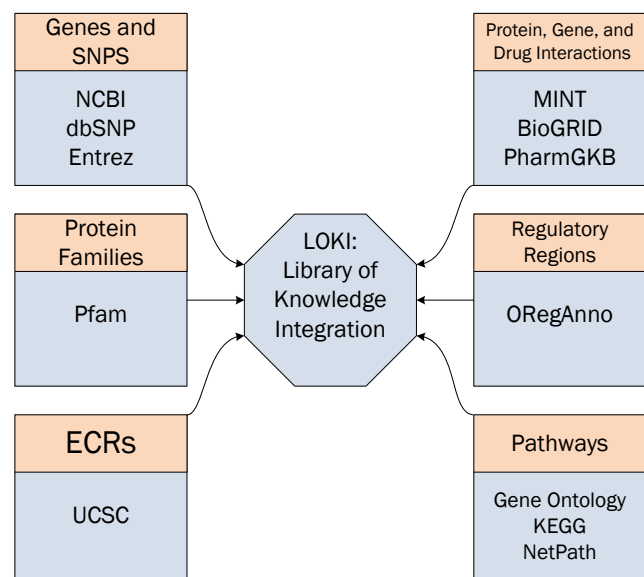 Genes and
SNPS
NCBI
dbSNP
Entrez
Protein, Gene, and
Drug Interactions
MINT
BioGRID
PharmGKB
Protein
Families
Pfam
LOKI:
Library of
Knowledge
Integration
Regulatory
Regions
ORegAnno
ECRs
UCSC
Pathways
Gene Ontology
KEGG
NetPath